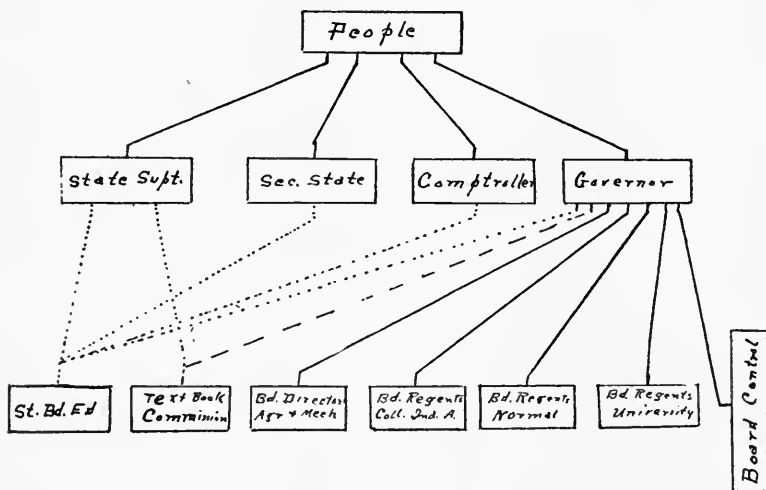 People
State Supt.
Sec. State
Comptroller
Governor
St. Bd. Ed
Text Book
Commission
Bd. Director
Agr + Mech
Bd. Regents
Coll. Ind. A.
Bd. Regents
Normal
Bd. Regents
University
Board Control